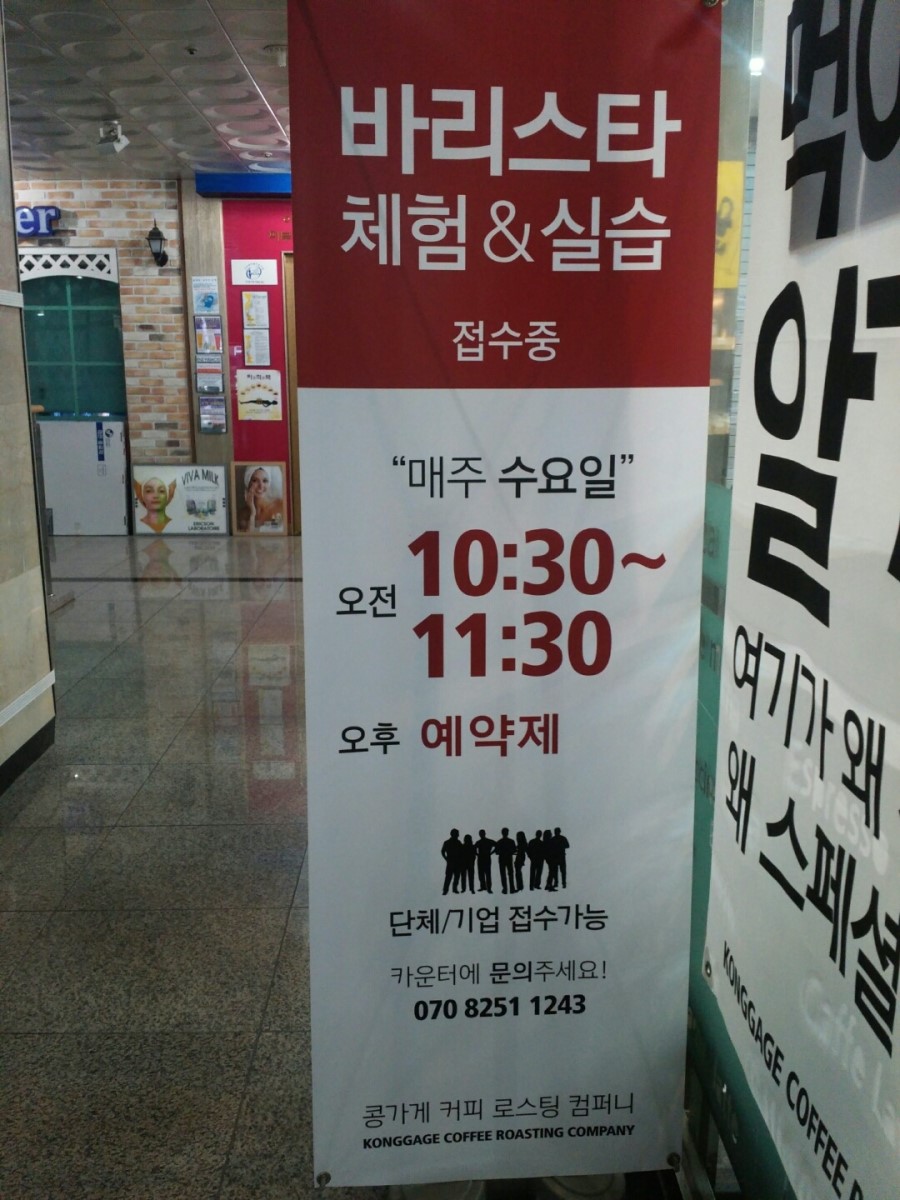 바리스타
체험 & 실습
접수중
“매주 수요일”
오전 10:30~
11:30
오후 예약제
단체/기업 접수가능
카운터에 문의주세요!
070 8251 1243
콩가게 커피 로스팅 컴퍼니
KONGGAGE COFFEE ROASTING COMPANY
er
VIVA MILK
ERICSON
LABORATOIRE
여기가 왜
왜 스페셜
KONGGAGE COFFEE